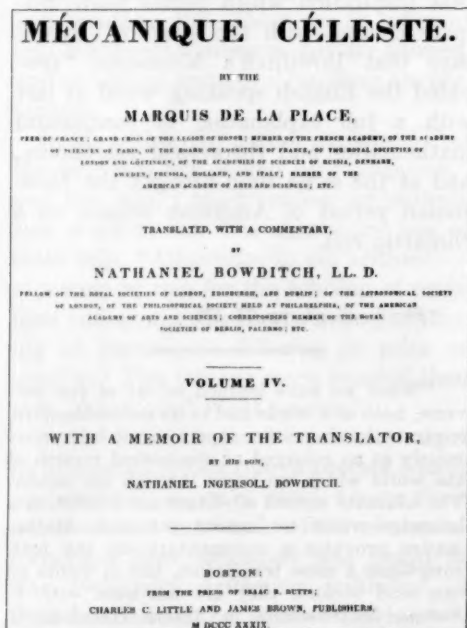 MÉCANIQUE CÉLESTE.
BY THE
MARQUIS DE LA PLACE,
PEER OF FRANCE; GRAND CROSS OF THE LEGION OF HONOR; MEMBER OF THE FRENCH ACADEMY, OF THE ACADEMY
OF SCIENCES OF PARIS, OF THE BOARD OF LONGITUDE OF FRANCE, OF THE ROYAL SOCIETIES OF
LONDON AND GÖTTINGEN, OF THE ACADEMIES OF SCIENCE OF RUSSIA, DENMARK,
SWEDEN, PRUSSIA, HOLLAND, AND ITALY; MEMBER OF THE
AMERICAN ACADEMY OF ARTS AND SCIENCES; ETC.
TRANSLATED, WITH A COMMENTARY,
BY
NATHANIEL BOWDITCH, LL. D.
FELLOW OF THE ROYAL SOCIETIES OF LONDON, EDINBURGH, AND DUBLIN; OF THE ASTRONOMICAL SOCIETY
OF LONDON, OF THE PHILOSOPHICAL SOCIETY HELD AT PHILADELPHIA, OF THE AMERICAN
ACADEMY OF ARTS AND SCIENCES; CORRESPONDING MEMBER OF THE ROYAL
SOCIETIES OF BERLIN, PALERMO; ETC.
VOLUME IV.
WITH A MEMOIR OF THE TRANSLATOR,
BY HIS SON,
NATHANIEL INGERSOLL BOWDITCH.
BOSTON:
FROM THE PRESS OF ISAAC R. BUTTS;
CHARLES C. LITTLE AND JAMES BROWN, PUBLISHERS.
M DCCC XXXIX.